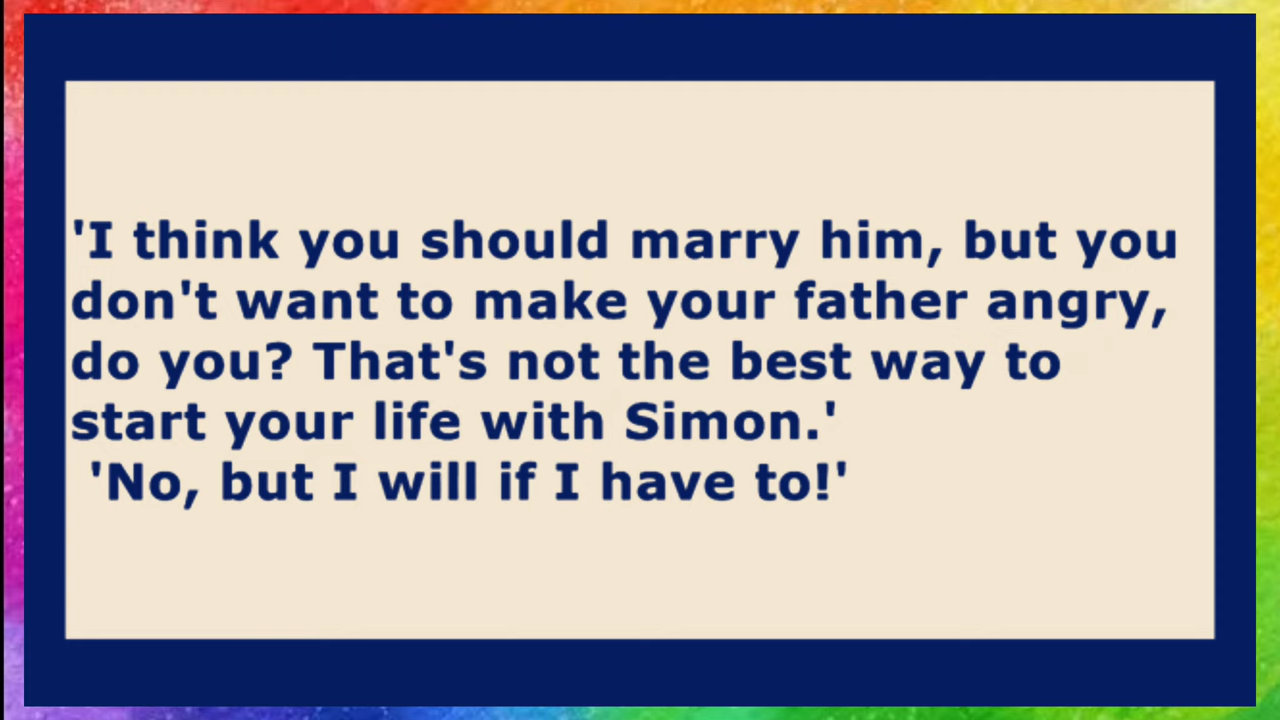 'I think you should marry him, but you
don't want to make your father angry,
do you? That's not the best way to
start your life with Simon.'
'No, but I will if I have to!'